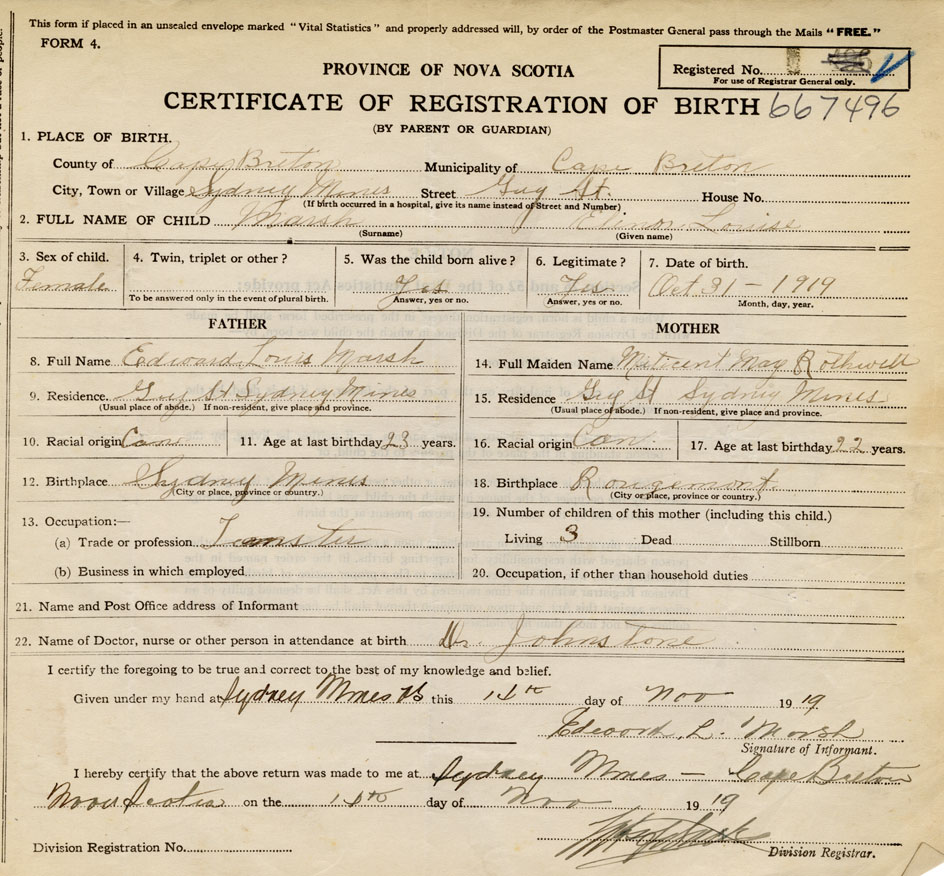 This form if placed in an unsealed envelope marked "Vital Statistics" and properly addressed will, by order of the Postmaster General pass through the Mails "FREE."
FORM 4.
Registered No.
For use of Registrar General only.
PROVINCE OF NOVA SCOTIA
CERTIFICATE OF REGISTRATION OF BIRTH 667496
(BY PARENT OR GUARDIAN)
1. PLACE OF BIRTH.
County of Cape Breton Municipality of Cape Breton
City, Town or Village Sydney Mines Street Guy St. House No.
(If birth occurred in a hospital, give its name instead of Street and Number)
2. FULL NAME OF CHILD Marsh Elinor Louise
(Surname) (Given name)
3. Sex of child. 4. Twin, triplet or other? 5. Was the child born alive? 6. Legitimate? 7. Date of birth.
Female Yes Yes Oct 31 - 1919
To be answered only in the event of plural birth. Answer, yes or no. Answer, yes or no. Month, day, year.
FATHER
8. Full Name Edward Louis Marsh
9. Residence. Guy St Sydney Mines
(Usual place of abode.) If non-resident, give place and province.
10. Racial origin Can 11. Age at last birthday 23 years.
12. Birthplace Sydney Mines
(City or place, province or country.)
13. Occupation:—
(a) Trade or profession. Teamster
(b) Business in which employed
MOTHER
14. Full Maiden Name May Rothwell
15. Residence Guy St Sydney Mines
(Usual place of abode.) If non-resident, give place and province.
16. Racial origin Can. 17. Age at last birthday 22 years.
18. Birthplace Rougemont
(City or place, province or country.)
19. Number of children of this mother (including this child.)
Living 3 Dead Stillborn
20. Occupation, if other than household duties
21. Name and Post Office address of Informant
22. Name of Doctor, nurse or other person in attendance at birth Dr. Johnstone
I certify the foregoing to be true and correct to the best of my knowledge and belief.
Given under my hand at Sydney Mines this day of Nov 1919
Edward L. Marsh
Signature of Informant.
I hereby certify that the above return was made to me at Sydney Mines - Cape Breton
Nova Scotia on the day of Nov 1919
Division Registration No. Division Registrar.